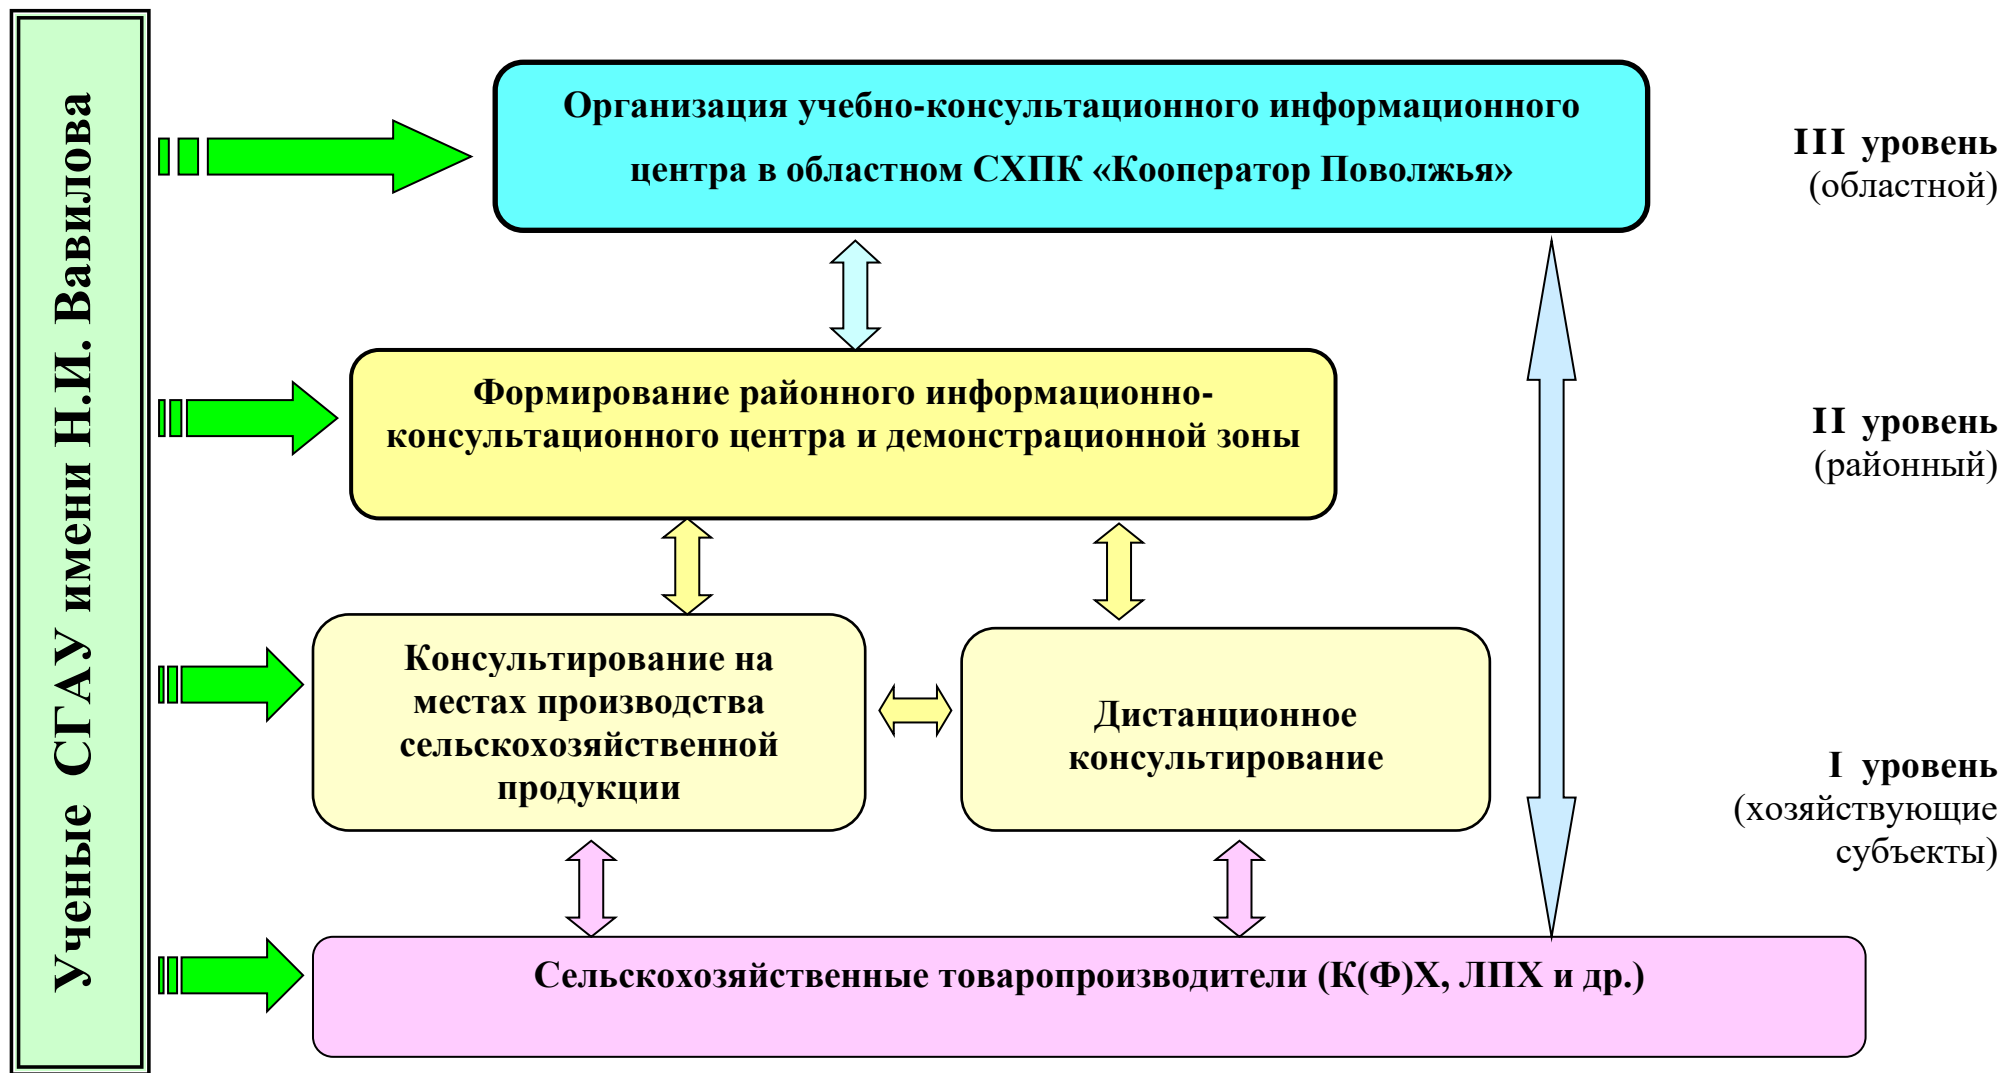 Ученые СГАУ имени Н.И. Вавилова
Организация учебно-консультационного информационного
центра в областном СХПК «Кооператор Поволжья»
III уровень
(областной)
Формирование районного информационно-
консультационного центра и демонстрационной зоны
II уровень
(районный)
Консультирование на
местах производства
сельскохозяйственной
продукции
Дистанционное
консультирование
I уровень
(хозяйствующие
субъекты)
Сельскохозяйственные товаропроизводители (К(Ф)Х, ЛПХ и др.)